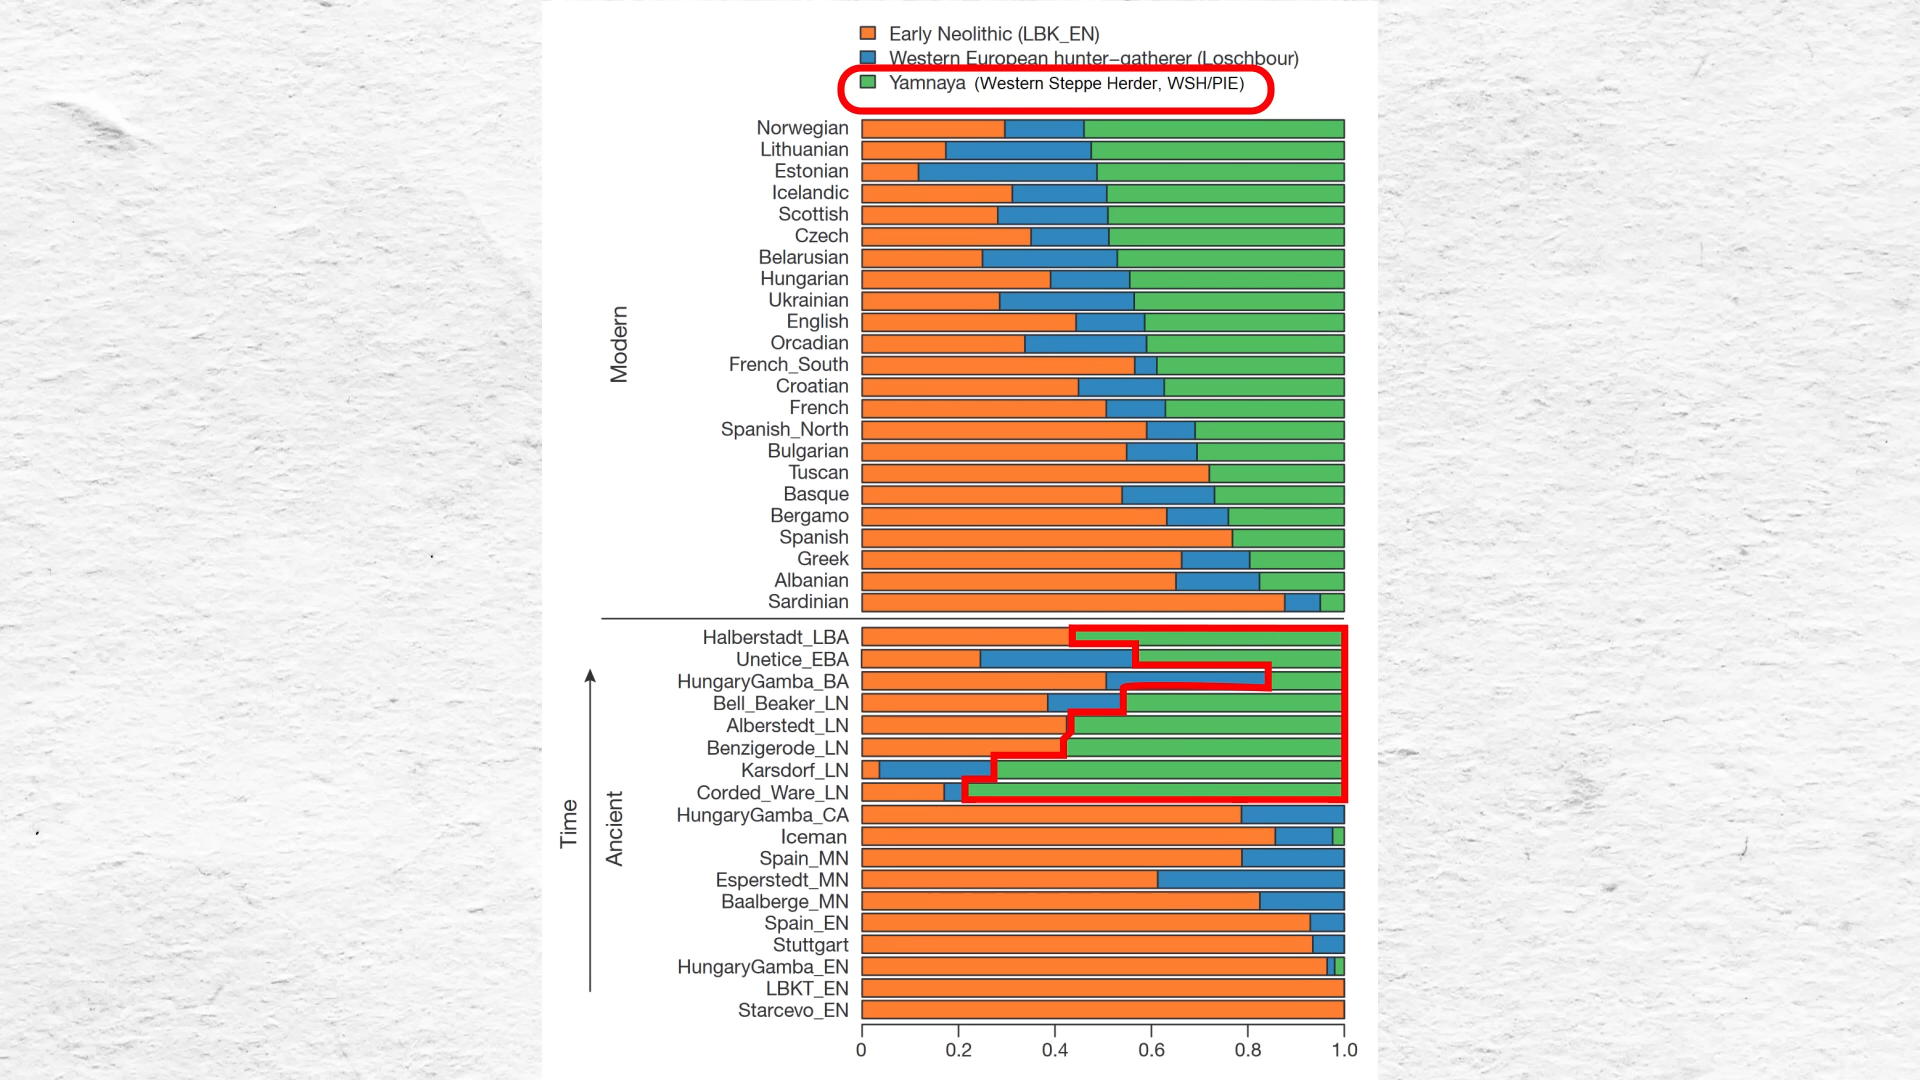 Early Neolithic (LBK_EN)
Western European hunter–gatherer (Loschbour)
Yamnaya (Western Steppe Herder, WSH/PIE)
Norwegian
Lithuanian
Estonian
Icelandic
Scottish
Czech
Belarusian
Hungarian
Ukrainian
English
Orcadian
French_South
Croatian
French
Spanish_North
Bulgarian
Tuscan
Basque
Bergamo
Spanish
Greek
Albanian
Sardinian
Modern
Halberstadt_LBA
Unetice_EBA
HungaryGamba_BA
Bell_Beaker_LN
Alberstedt_LN
Benzigerode_LN
Karsdorf_LN
Corded_Ware_LN
HungaryGamba_CA
Iceman
Spain_MN
Esperstedt_MN
Baalberge_MN
Spain_EN
Stuttgart
HungaryGamba_EN
LBKT_EN
Starcevo_EN
Time
Ancient
0 0.2 0.4 0.6 0.8 1.0